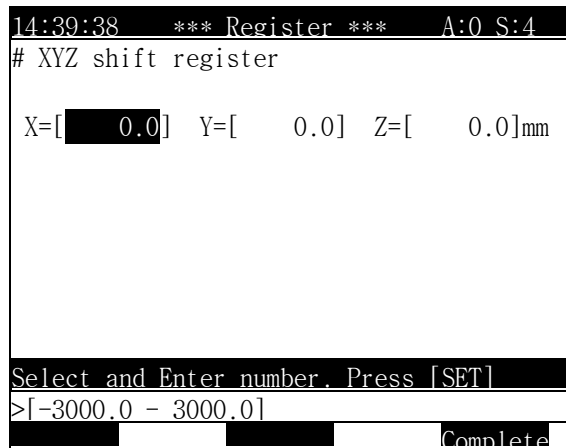 14:39:38 *** Register *** A:0 S:4
# XYZ shift register
X=[ 0.0] Y=[ 0.0] Z=[ 0.0]mm
Select and Enter number. Press [SET]
>[-3000.0 - 3000.0]
Complete